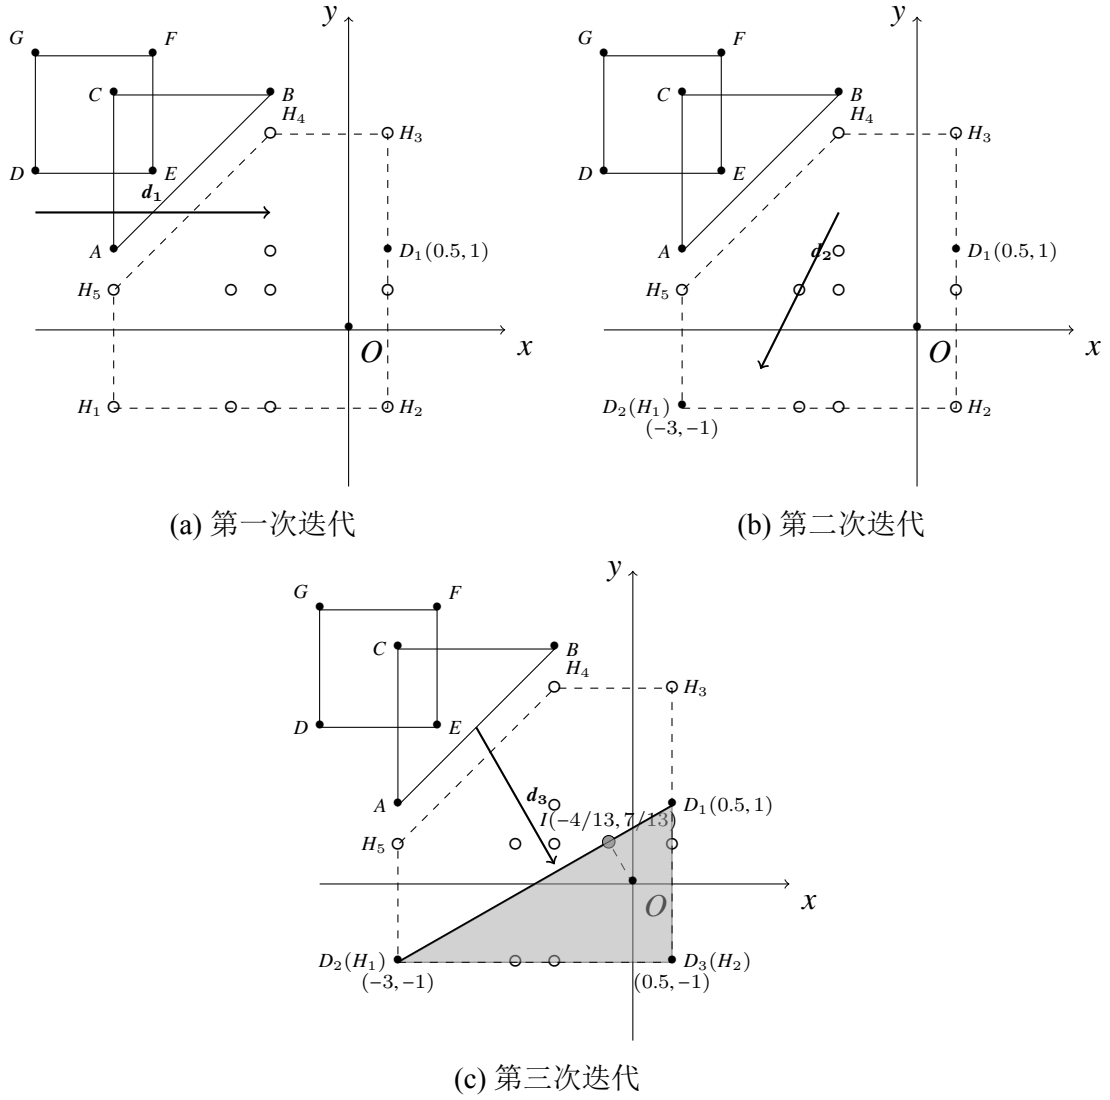 y
G
F
C
B
H₄
H₃
D
E
d₁
A
D₁(0.5, 1)
H₅
O
x
H₁
H₂
(a) 第一次迭代
y
G
F
C
B
H₄
H₃
D
E
A
d₂
D₁(0.5, 1)
H₅
O
x
D₂(H₁)
H₂
(−3, −1)
(b) 第二次迭代
y
G
F
C
B
H₄
H₃
D
E
d₃
A
D₁(0.5, 1)
I(−4/13, 7/13)
H₅
O
x
D₂(H₁)
D₃(H₂)
(−3, −1)
(0.5, −1)
(c) 第三次迭代